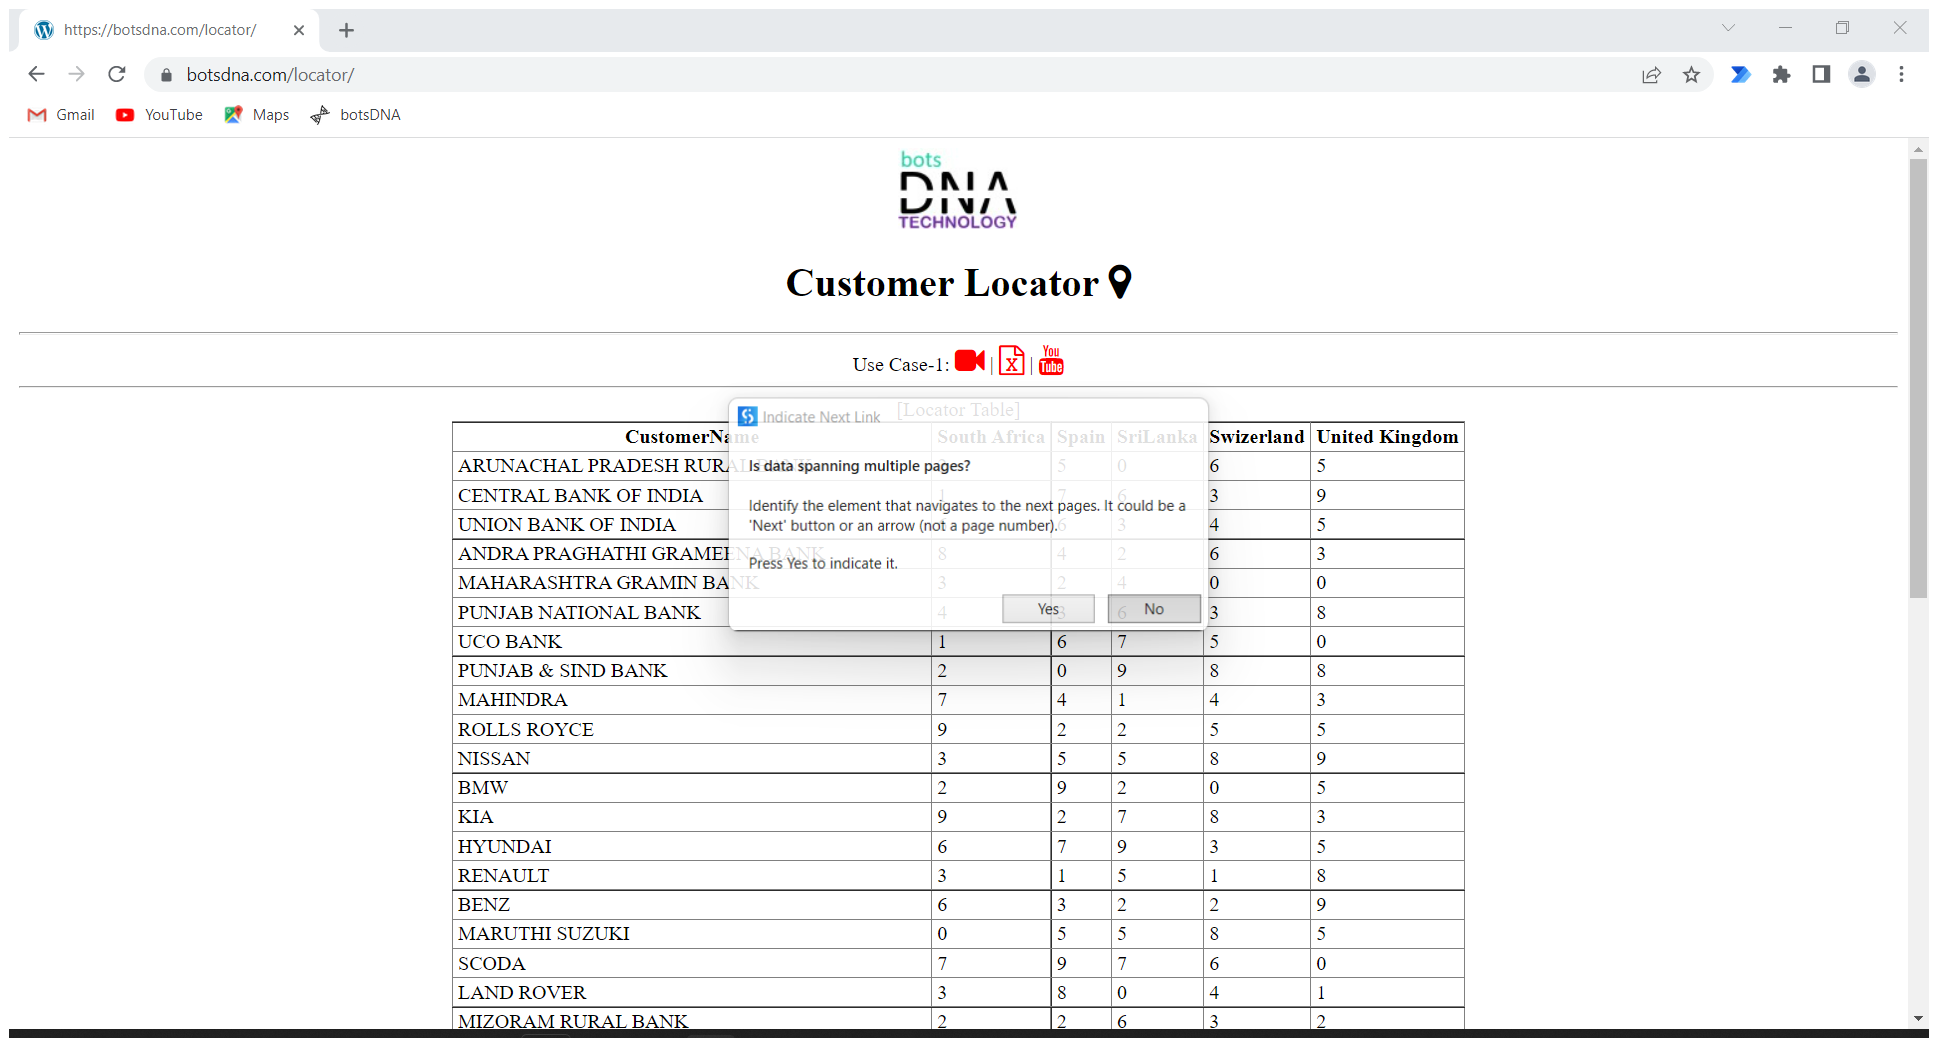 https://botsdna.com/locator/
botsdna.com/locator/
Gmail YouTube Maps botsDNA
bots
DNA
TECHNOLOGY
Customer Locator
Use Case-1: | X | You Tube
[Locator Table]
CustomerName South Africa Spain SriLanka Swizerland United Kingdom
ARUNACHAL PRADESH RURAL BANK 5 0 6 5
CENTRAL BANK OF INDIA 1 7 6 3 9
UNION BANK OF INDIA 6 3 4 5
ANDRA PRAGHATHI GRAMEENA BANK 8 4 2 6 3
MAHARASHTRA GRAMIN BANK 3 2 4 0 0
PUNJAB NATIONAL BANK 4 3 6 3 8
UCO BANK 1 6 7 5 0
PUNJAB & SIND BANK 2 0 9 8 8
MAHINDRA 7 4 1 4 3
ROLLS ROYCE 9 2 2 5 5
NISSAN 3 5 5 8 9
BMW 2 9 2 0 5
KIA 9 2 7 8 3
HYUNDAI 6 7 9 3 5
RENAULT 3 1 5 1 8
BENZ 6 3 2 2 9
MARUTHI SUZUKI 0 5 5 8 5
SCODA 7 9 7 6 0
LAND ROVER 3 8 0 4 1
MIZORAM RURAL BANK 2 2 6 3 2
Indicate Next Link
Is data spanning multiple pages?
Identify the element that navigates to the next pages. It could be a
'Next' button or an arrow (not a page number).
Press Yes to indicate it.
Yes No